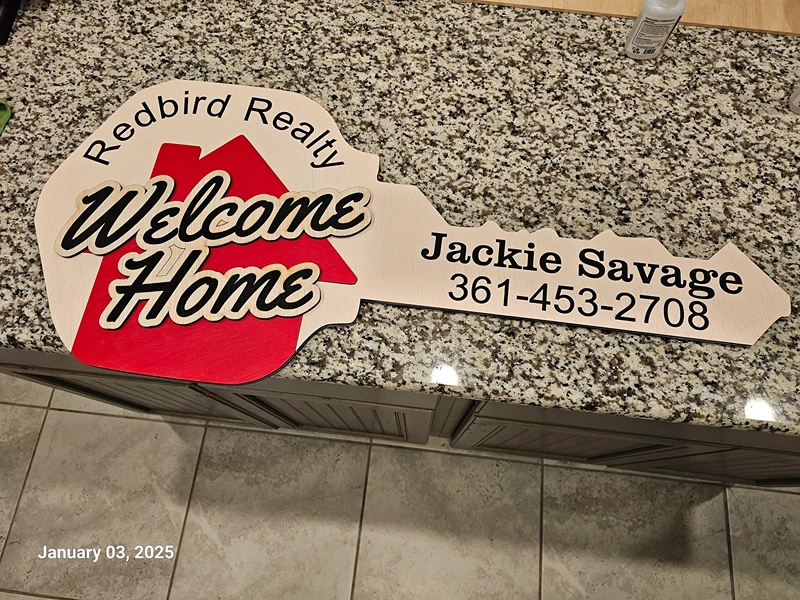 Redbird Realty
Welcome
Home
Jackie Savage
361-453-2708
January 03, 2025